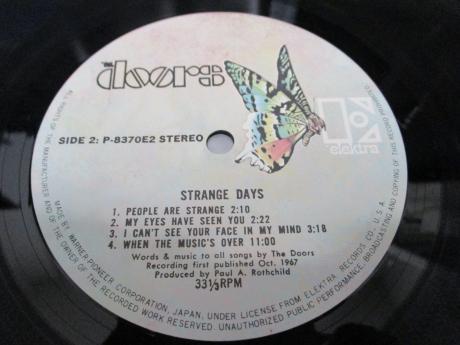 THE
doors
elektra
SIDE 2: P-8370E2 STEREO
STRANGE DAYS
1. PEOPLE ARE STRANGE 2:10
2. MY EYES HAVE SEEN YOU 2:22
3. I CAN'T SEE YOUR FACE IN MY MIND 3:18
4. WHEN THE MUSIC'S OVER 11:00
Words & music to all songs by The Doors
Recording first published Oct. 1967
Produced by Paul A. Rothchild
33⅓RPM
MADE BY WARNER-PIONEER CORPORATION, JAPAN, UNDER LICENSE FROM ELEKTRA RECORDS CO., U.S.A.
ALL RIGHTS OF THE MANUFACTURER AND OF THE OWNER OF THE RECORDED WORK RESERVED. UNAUTHORIZED PUBLIC PERFORMANCE, BROADCASTING AND COPYING OF THIS RECORD PROHIBITED.